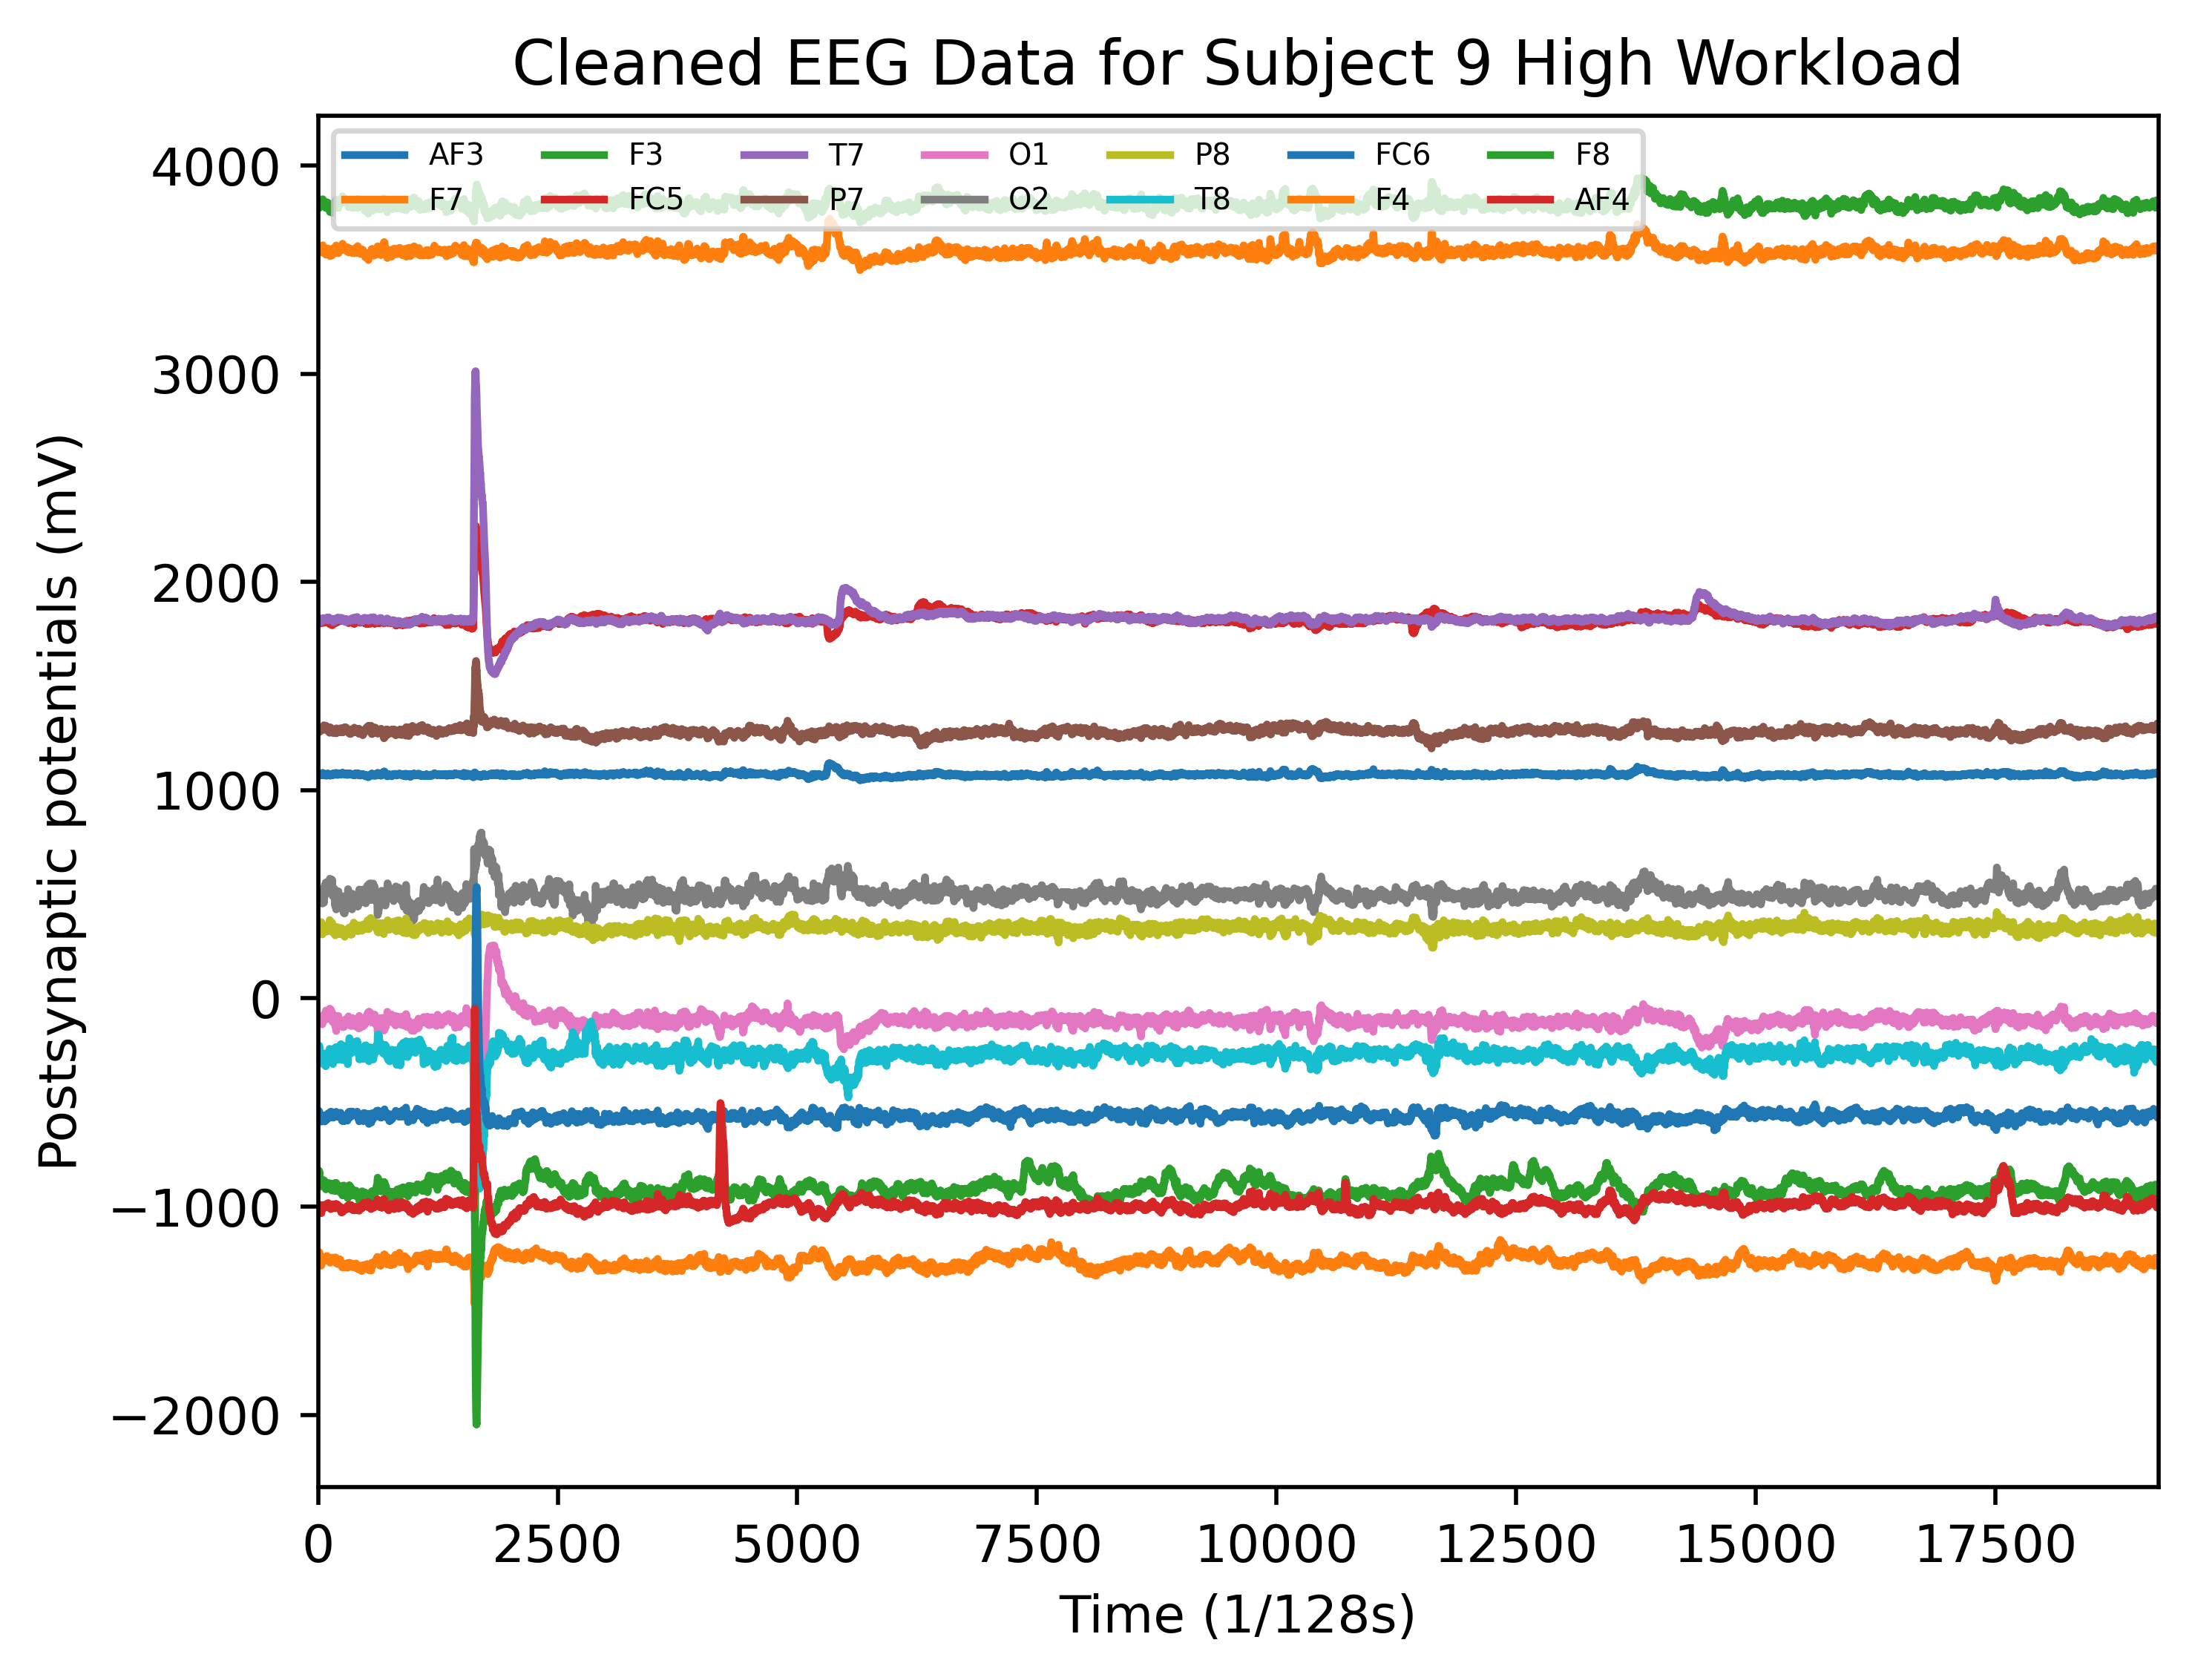 Cleaned EEG Data for Subject 9 High Workload
AF3 F3 T7 O1 P8 FC6 F8
F7 FC5 P7 O2 T8 F4 AF4
4000
3000
2000
1000
0
−1000
−2000
Postsynaptic potentials (mV)
0 2500 5000 7500 10000 12500 15000 17500
Time (1/128s)